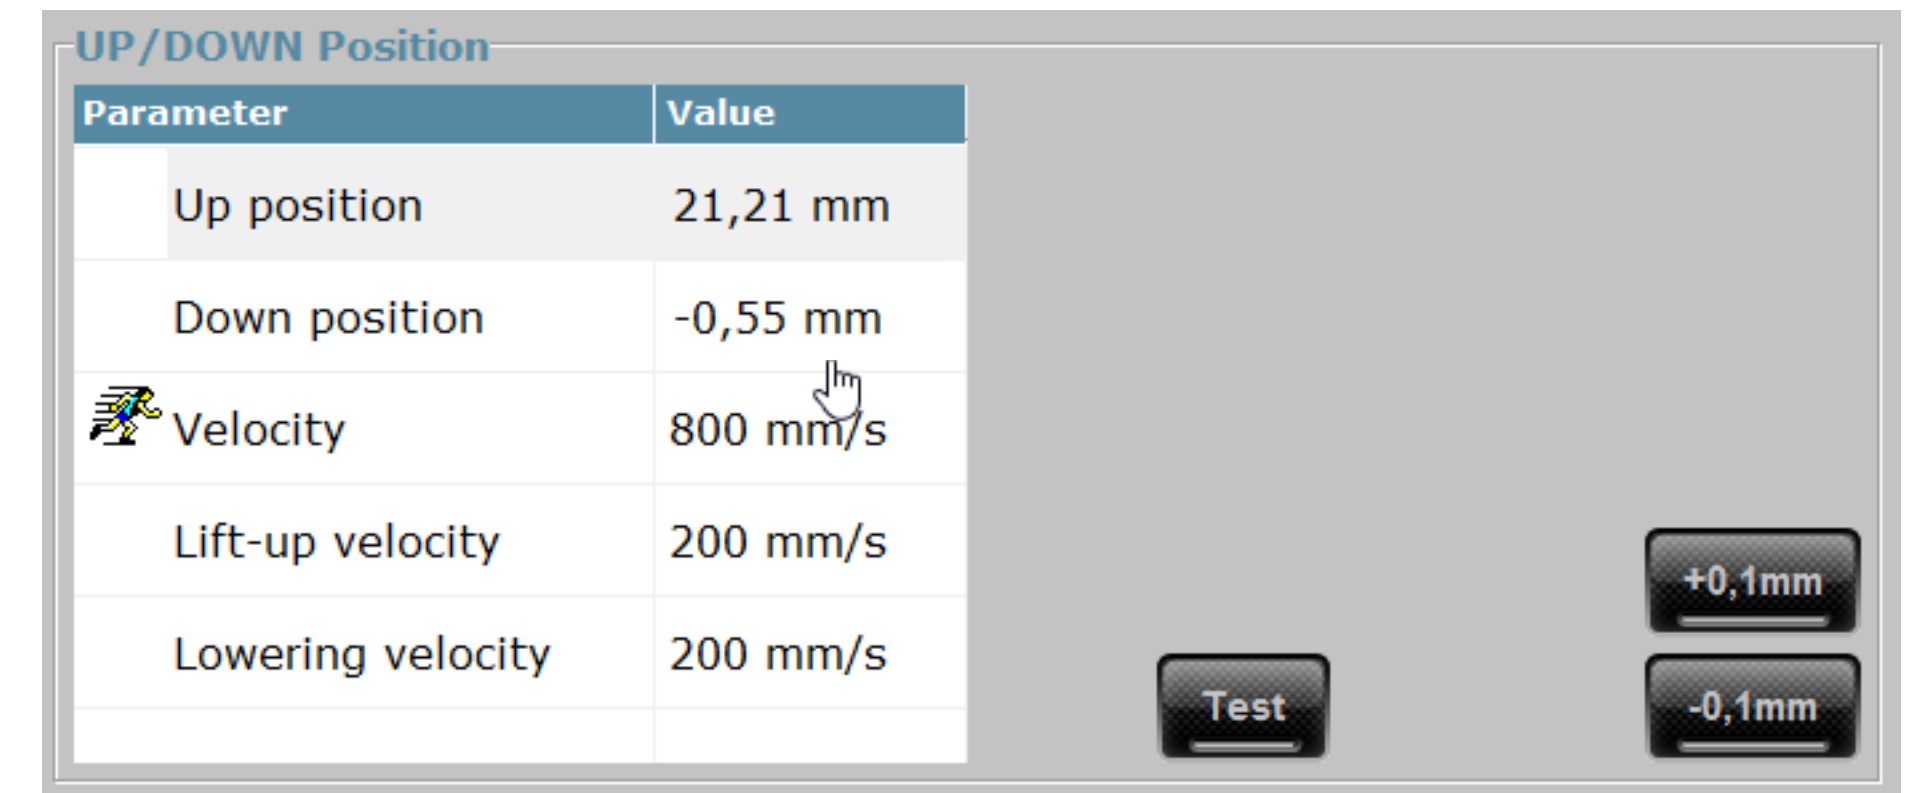 UP/DOWN Position
Parameter Value
Up position 21,21 mm
Down position -0,55 mm
Velocity 800 mm/s
Lift-up velocity 200 mm/s
Lowering velocity 200 mm/s
+0,1mm
Test
-0,1mm